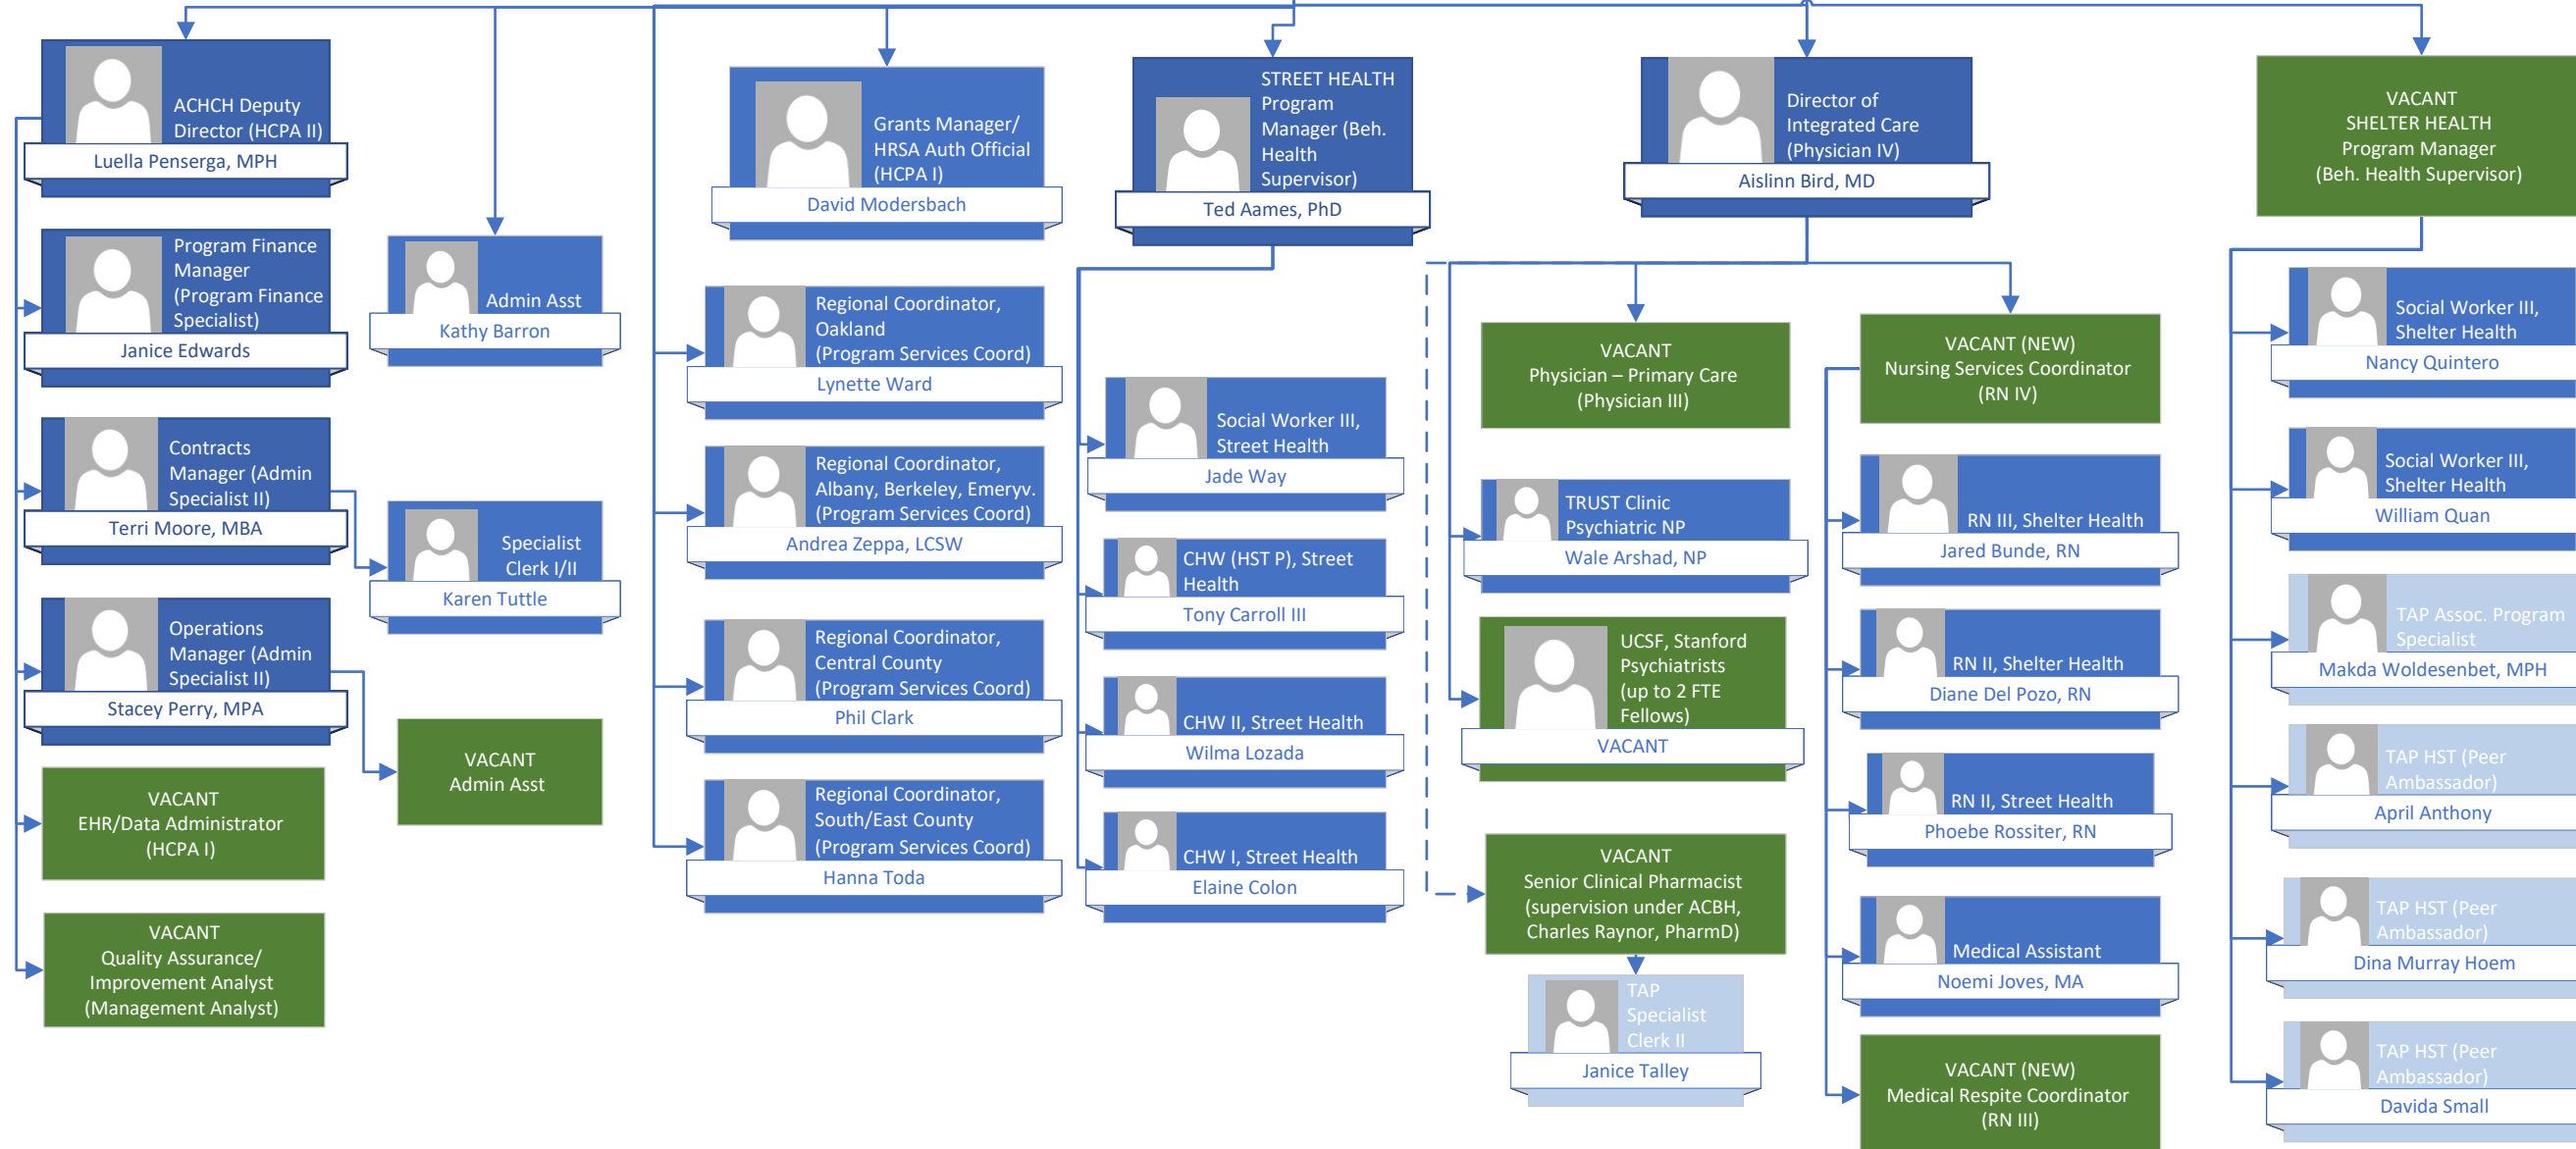 ACHCH Deputy
Director (HCPA II)
Luella Penserga, MPH
Program Finance
Manager
(Program Finance
Specialist)
Janice Edwards
Contracts
Manager (Admin
Specialist II)
Terri Moore, MBA
Operations
Manager (Admin
Specialist II)
Stacey Perry, MPA
VACANT
EHR/Data Administrator
(HCPA I)
VACANT
Quality Assurance/
Improvement Analyst
(Management Analyst)
Admin Asst
Kathy Barron
Specialist
Clerk I/II
Karen Tuttle
VACANT
Admin Asst
Grants Manager/
HRSA Auth Official
(HCPA I)
David Modersbach
Regional Coordinator,
Oakland
(Program Services Coord)
Lynette Ward
Regional Coordinator,
Albany, Berkeley, Emeryv.
(Program Services Coord)
Andrea Zeppa, LCSW
Regional Coordinator,
Central County
(Program Services Coord)
Phil Clark
Regional Coordinator,
South/East County
(Program Services Coord)
Hanna Toda
STREET HEALTH
Program
Manager (Beh.
Health
Supervisor)
Ted Aames, PhD
Social Worker III,
Street Health
Jade Way
CHW (HST P), Street
Health
Tony Carroll III
CHW II, Street Health
Wilma Lozada
CHW I, Street Health
Elaine Colon
Director of
Integrated Care
(Physician IV)
Aislinn Bird, MD
VACANT
Physician – Primary Care
(Physician III)
TRUST Clinic
Psychiatric NP
Wale Arshad, NP
UCSF, Stanford
Psychiatrists
(up to 2 FTE
Fellows)
VACANT
VACANT
Senior Clinical Pharmacist
(supervision under ACBH,
Charles Raynor, PharmD)
TAP
Specialist
Clerk II
Janice Talley
VACANT (NEW)
Nursing Services Coordinator
(RN IV)
RN III, Shelter Health
Jared Bunde, RN
RN II, Shelter Health
Diane Del Pozo, RN
RN II, Street Health
Phoebe Rossiter, RN
Medical Assistant
Noemi Joves, MA
VACANT (NEW)
Medical Respite Coordinator
(RN III)
VACANT
SHELTER HEALTH
Program Manager
(Beh. Health Supervisor)
Social Worker III,
Shelter Health
Nancy Quintero
Social Worker III,
Shelter Health
William Quan
TAP Assoc. Program
Specialist
Makda Woldesenbet, MPH
TAP HST (Peer
Ambassador)
April Anthony
TAP HST (Peer
Ambassador)
Dina Murray Hoem
TAP HST (Peer
Ambassador)
Davida Small